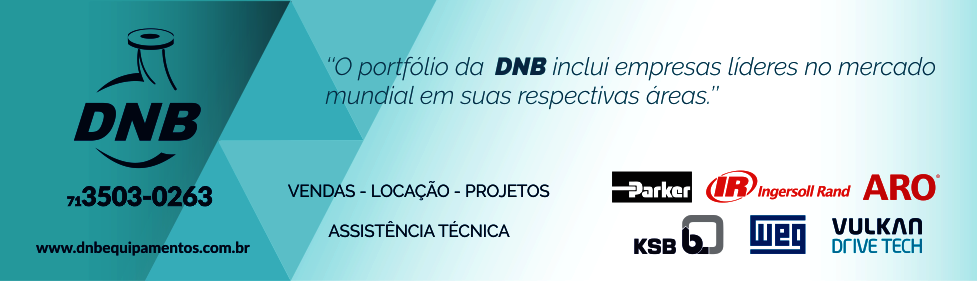 "O portfólio da DNB inclui empresas líderes no mercado
mundial em suas respectivas áreas."
DNB
71 3503-0263
www.dnbequipamentos.com.br
VENDAS - LOCAÇÃO - PROJETOS
ASSISTÊNCIA TÉCNICA
Parker
IR Ingersoll Rand
ARO®
KSB b.
WEG
VULKAN
DRIVE TECH